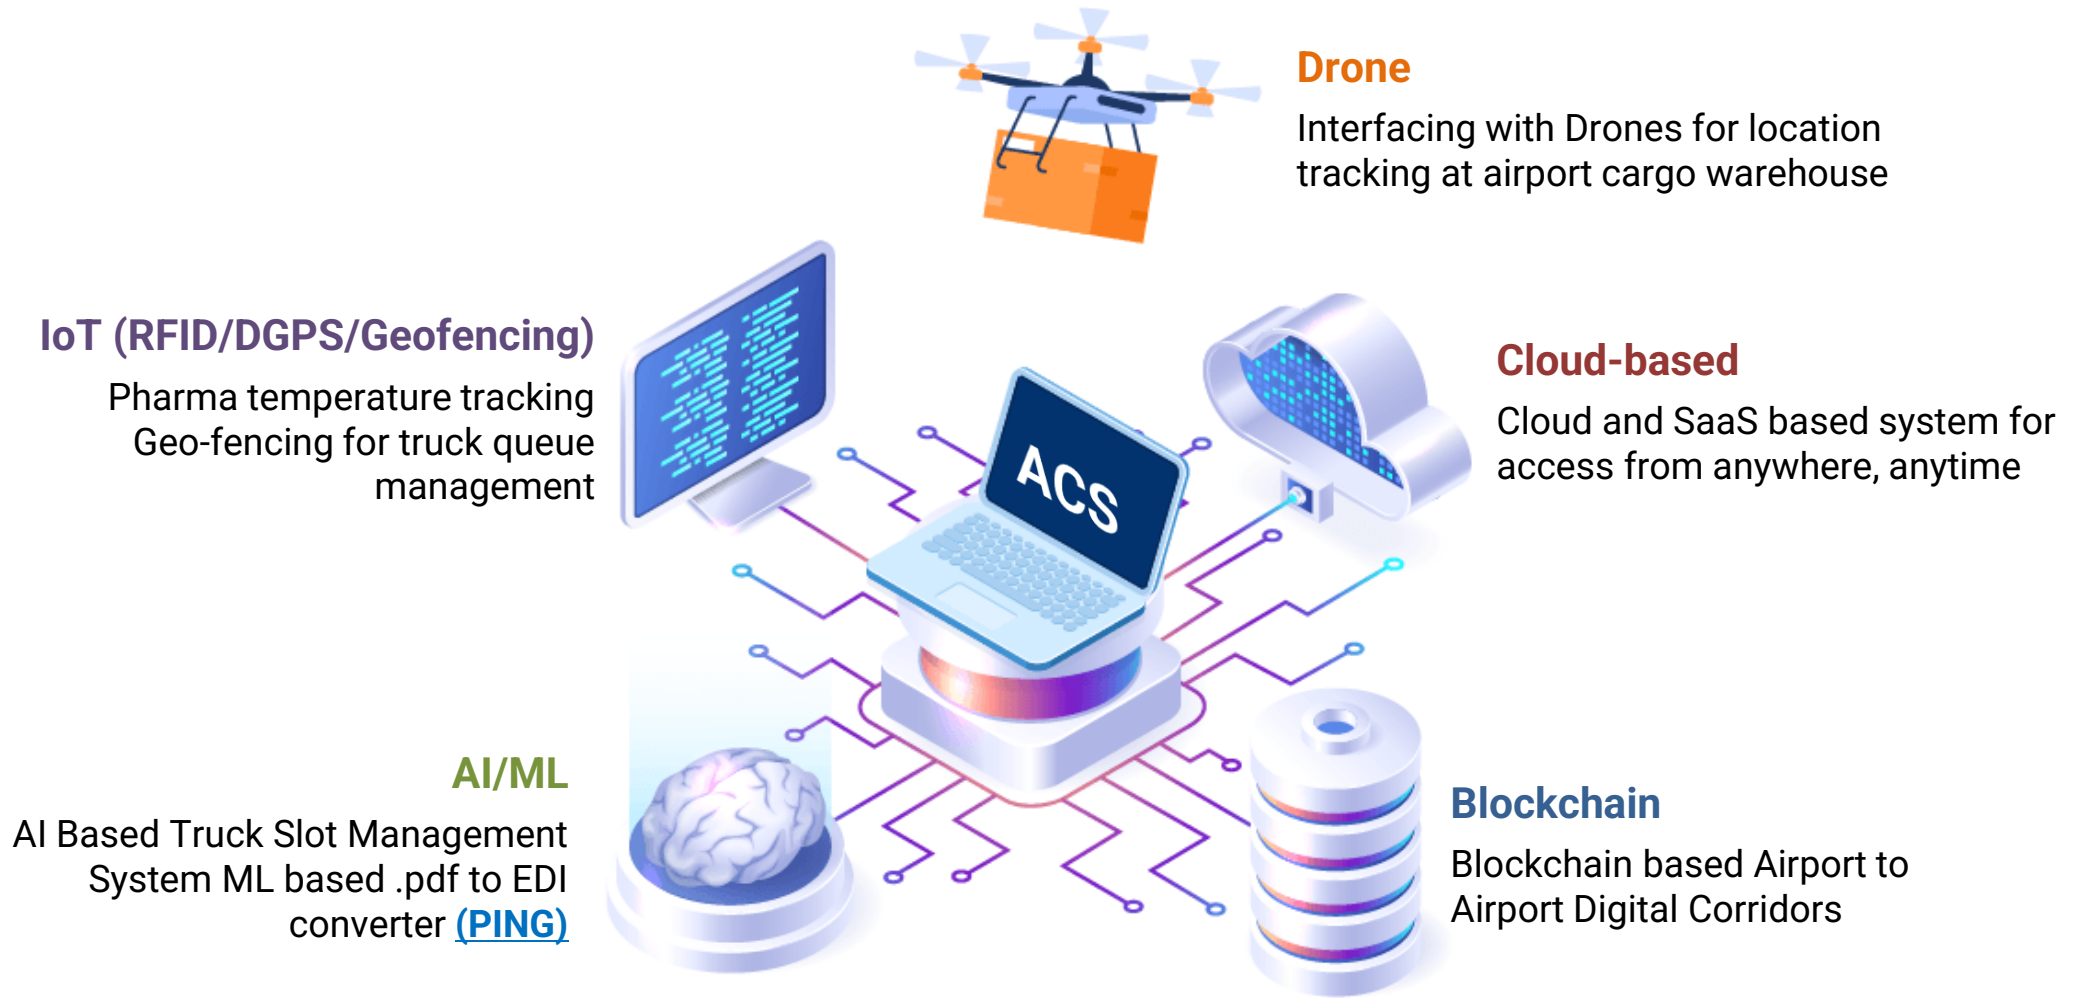 Drone
Interfacing with Drones for location
tracking at airport cargo warehouse
IoT (RFID/DGPS/Geofencing)
Pharma temperature tracking
Geo-fencing for truck queue
management
Cloud-based
Cloud and SaaS based system for
access from anywhere, anytime
ACS
AI/ML
AI Based Truck Slot Management
System ML based .pdf to EDI
converter (PING)
Blockchain
Blockchain based Airport to
Airport Digital Corridors